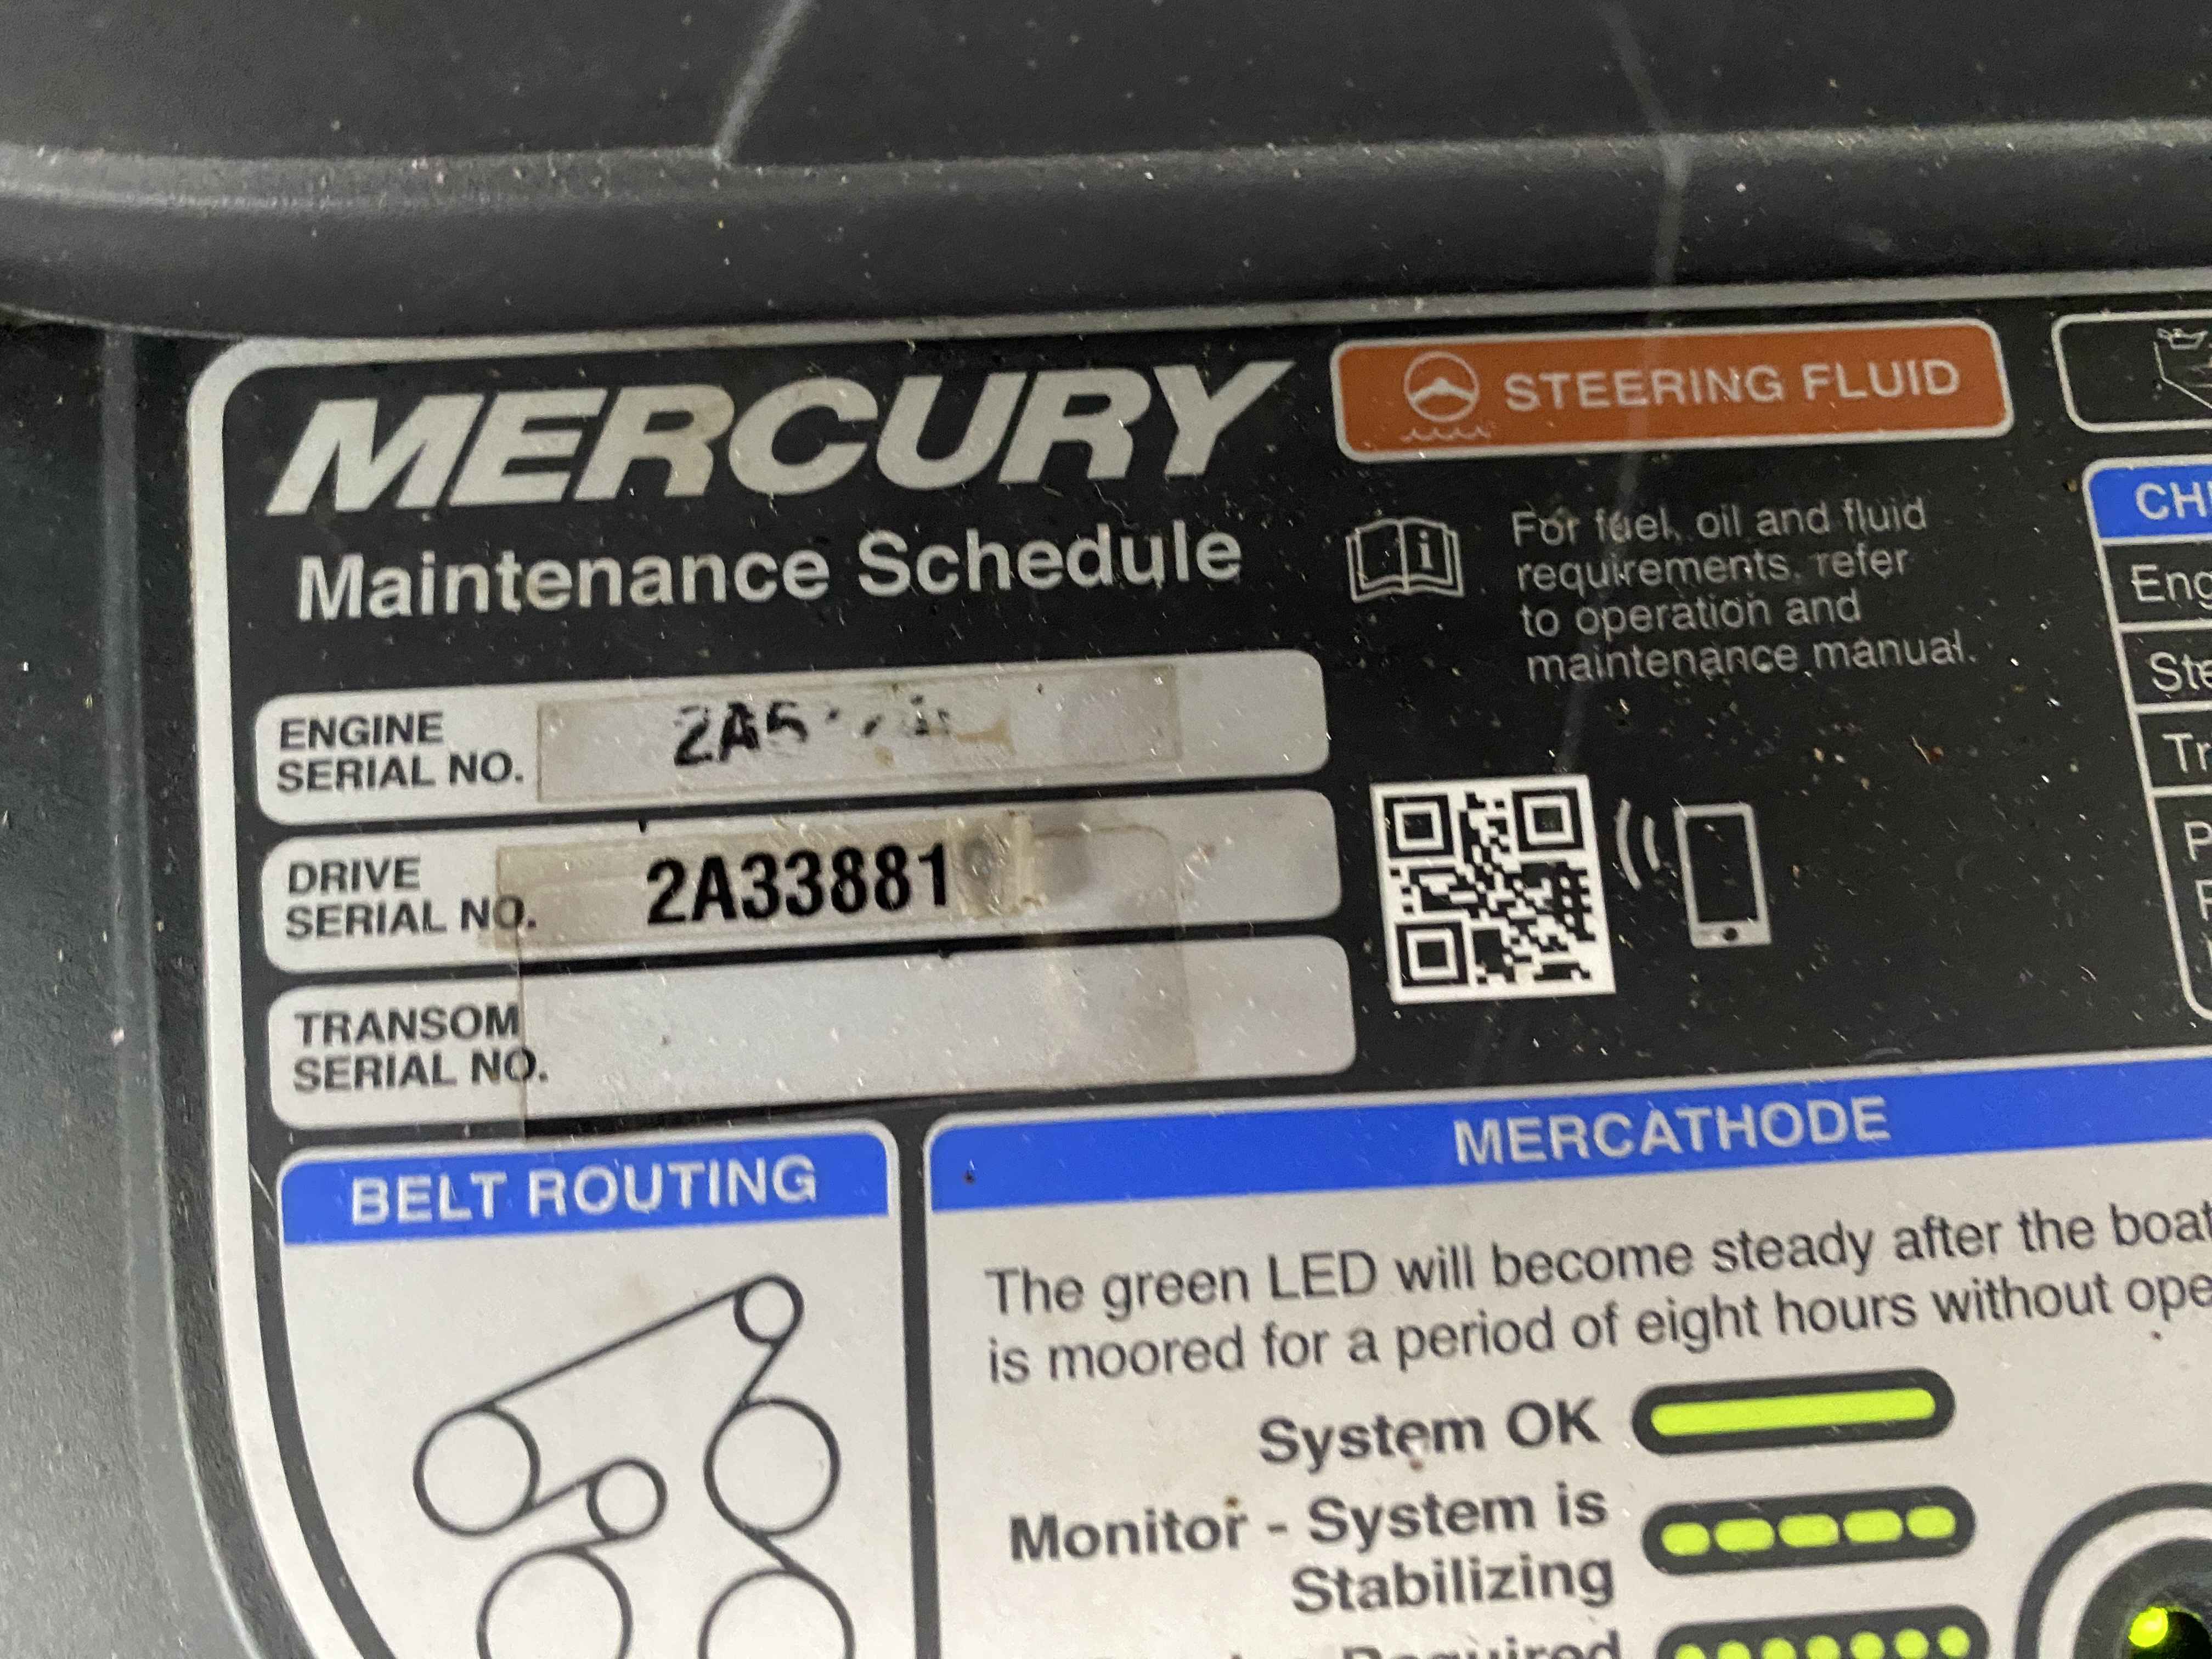 MERCURY
Maintenance Schedule
STEERING FLUID
For fuel, oil and fluid
requirements, refer
to operation and
maintenance manual.
ENGINE
SERIAL NO.
DRIVE
SERIAL NO.
2A33881
TRANSOM
SERIAL NO.
BELT ROUTING
MERCATHODE
The green LED will become steady after the boat
is moored for a period of eight hours without ope
System OK
Monitor - System is
Stabilizing
Required